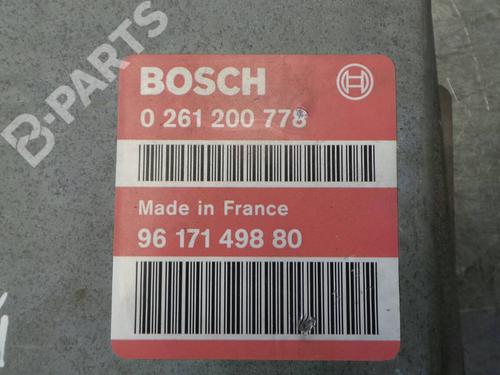 B-PARTS
BOSCH
0 261 200 778
Made in France
96 171 498 80